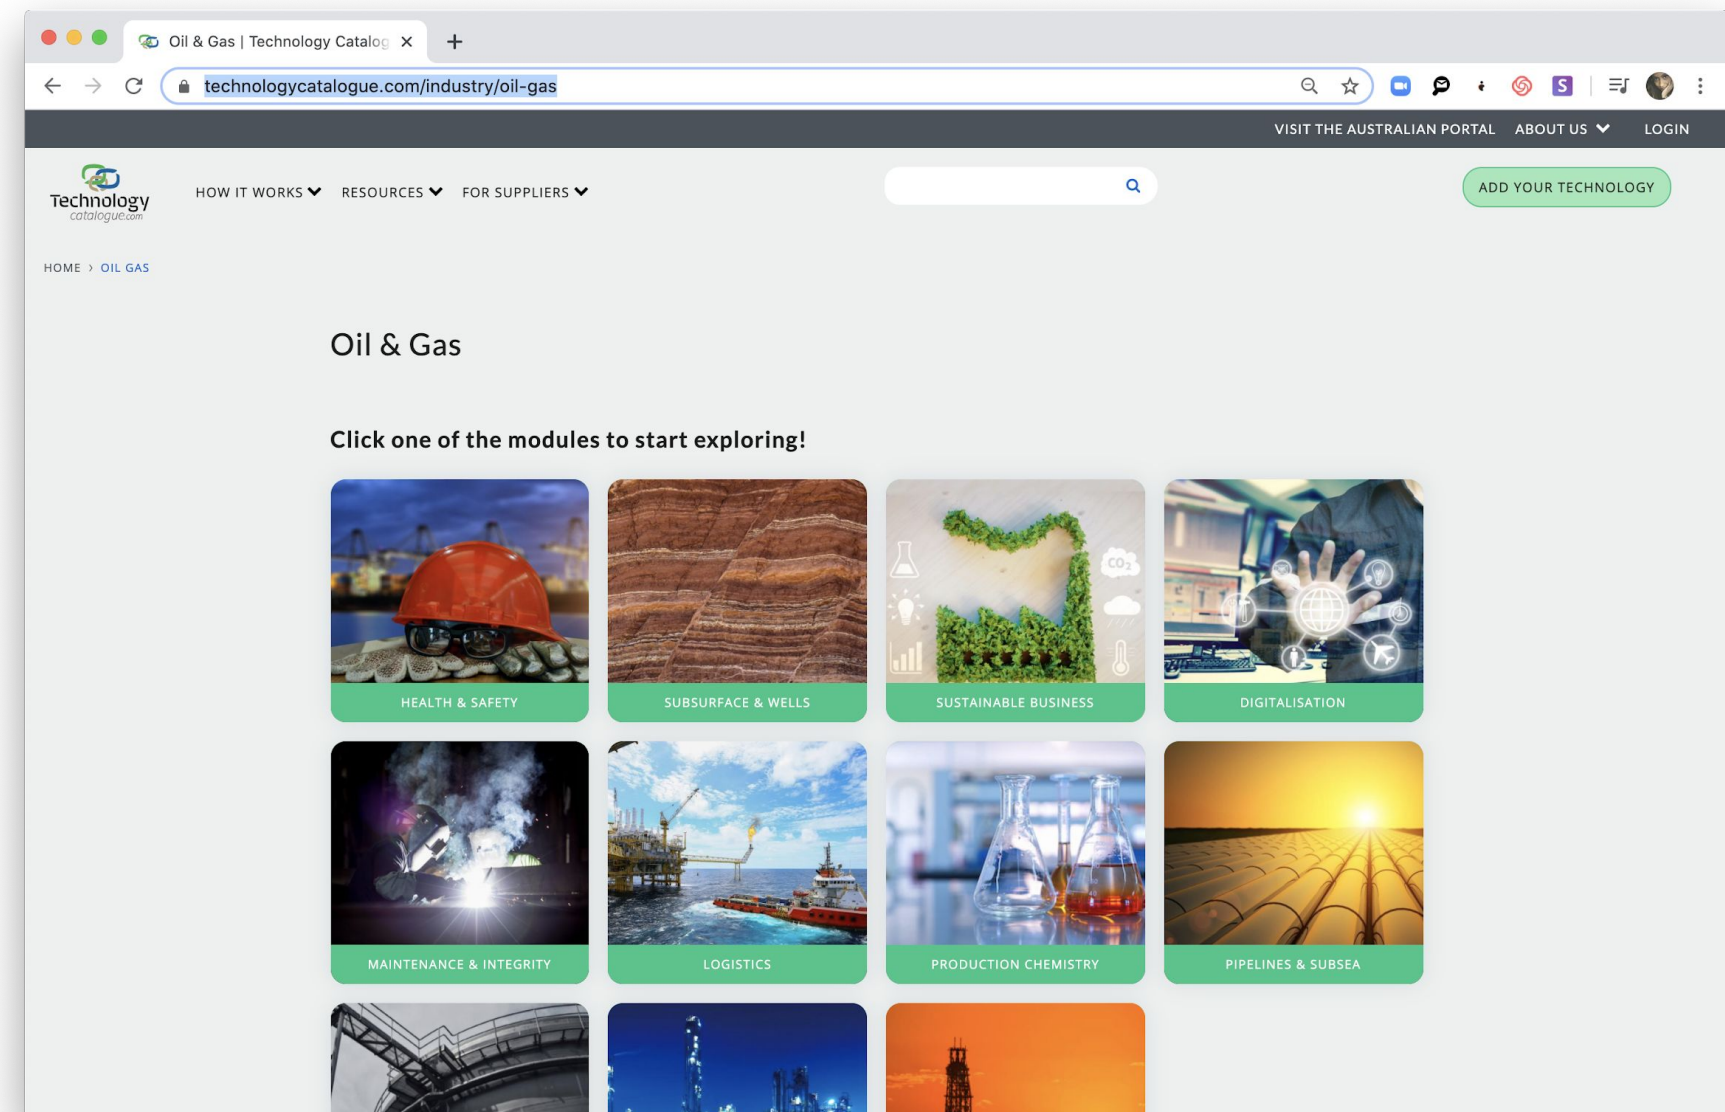 Oil & Gas | Technology Catalog
technologycatalogue.com/industry/oil-gas
VISIT THE AUSTRALIAN PORTAL ABOUT US LOGIN
Technology
catalogue.com
HOW IT WORKS RESOURCES FOR SUPPLIERS
ADD YOUR TECHNOLOGY
HOME › OIL GAS
Oil & Gas
Click one of the modules to start exploring!
CO2
HEALTH & SAFETY SUBSURFACE & WELLS SUSTAINABLE BUSINESS DIGITALISATION
MAINTENANCE & INTEGRITY LOGISTICS PRODUCTION CHEMISTRY PIPELINES & SUBSEA